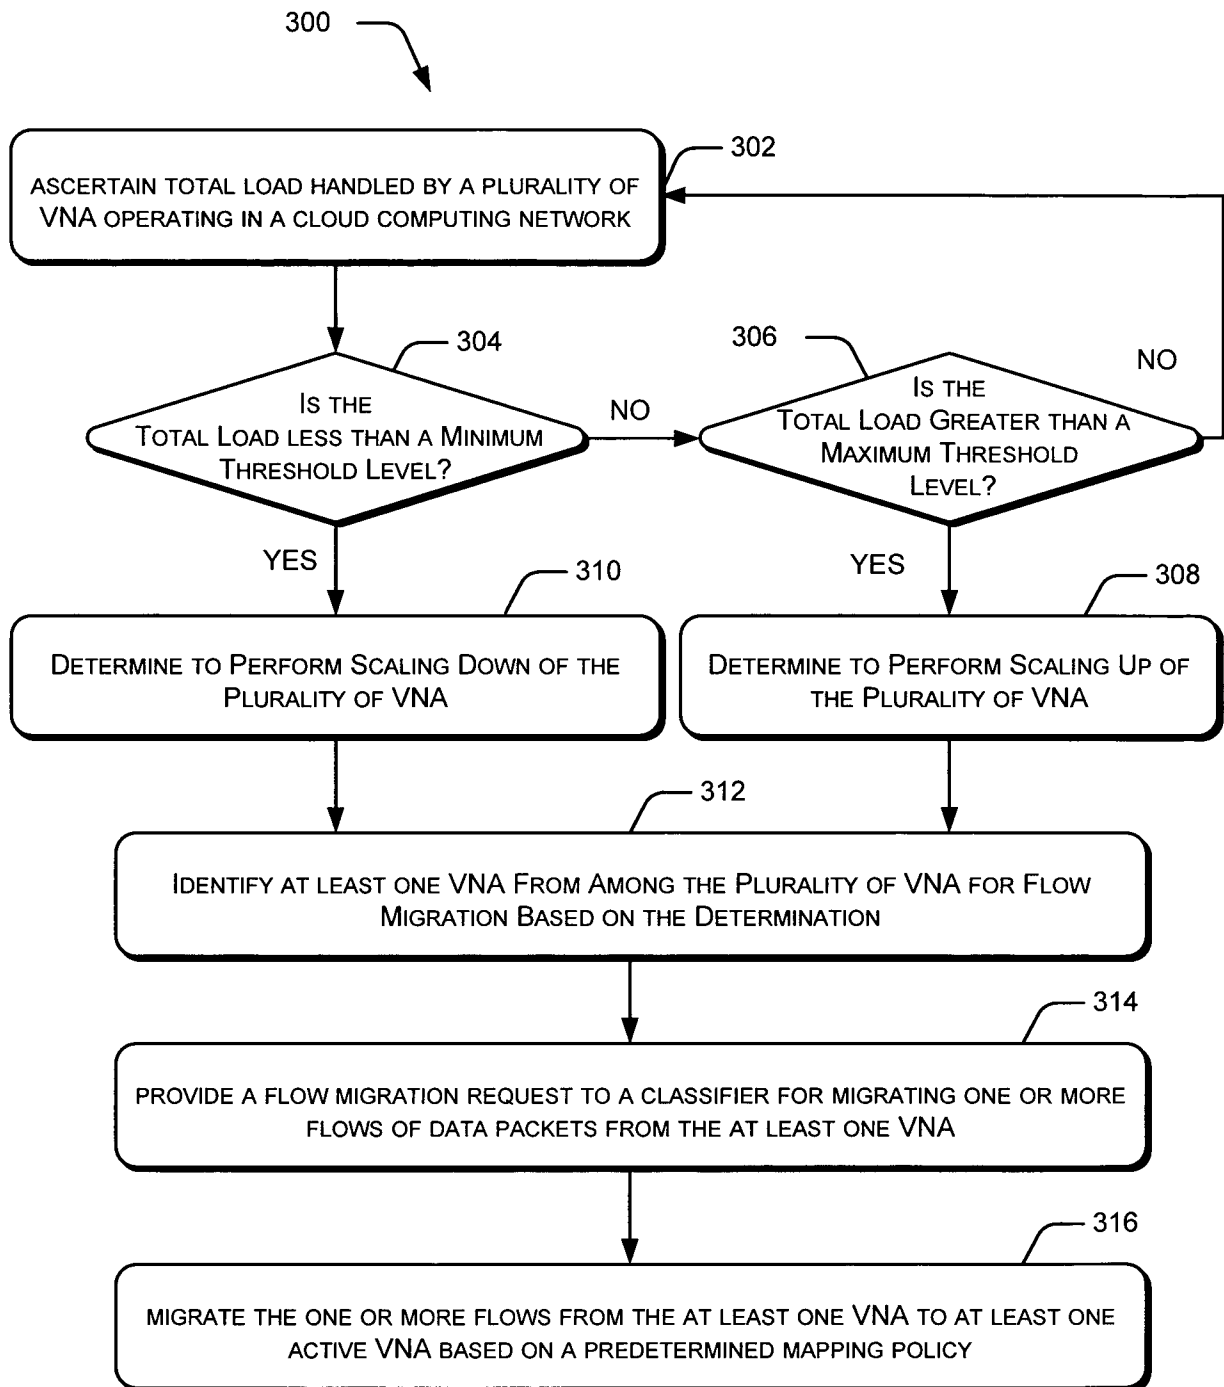 300
302
ASCERTAIN TOTAL LOAD HANDLED BY A PLURALITY OF
VNA OPERATING IN A CLOUD COMPUTING NETWORK
304
IS THE
TOTAL LOAD LESS THAN A MINIMUM
THRESHOLD LEVEL?
NO
306
IS THE
TOTAL LOAD GREATER THAN A
MAXIMUM THRESHOLD
LEVEL?
NO
YES
YES
310
DETERMINE TO PERFORM SCALING DOWN OF THE
PLURALITY OF VNA
308
DETERMINE TO PERFORM SCALING UP OF
THE PLURALITY OF VNA
312
IDENTIFY AT LEAST ONE VNA FROM AMONG THE PLURALITY OF VNA FOR FLOW
MIGRATION BASED ON THE DETERMINATION
314
PROVIDE A FLOW MIGRATION REQUEST TO A CLASSIFIER FOR MIGRATING ONE OR MORE
FLOWS OF DATA PACKETS FROM THE AT LEAST ONE VNA
316
MIGRATE THE ONE OR MORE FLOWS FROM THE AT LEAST ONE VNA TO AT LEAST ONE
ACTIVE VNA BASED ON A PREDETERMINED MAPPING POLICY